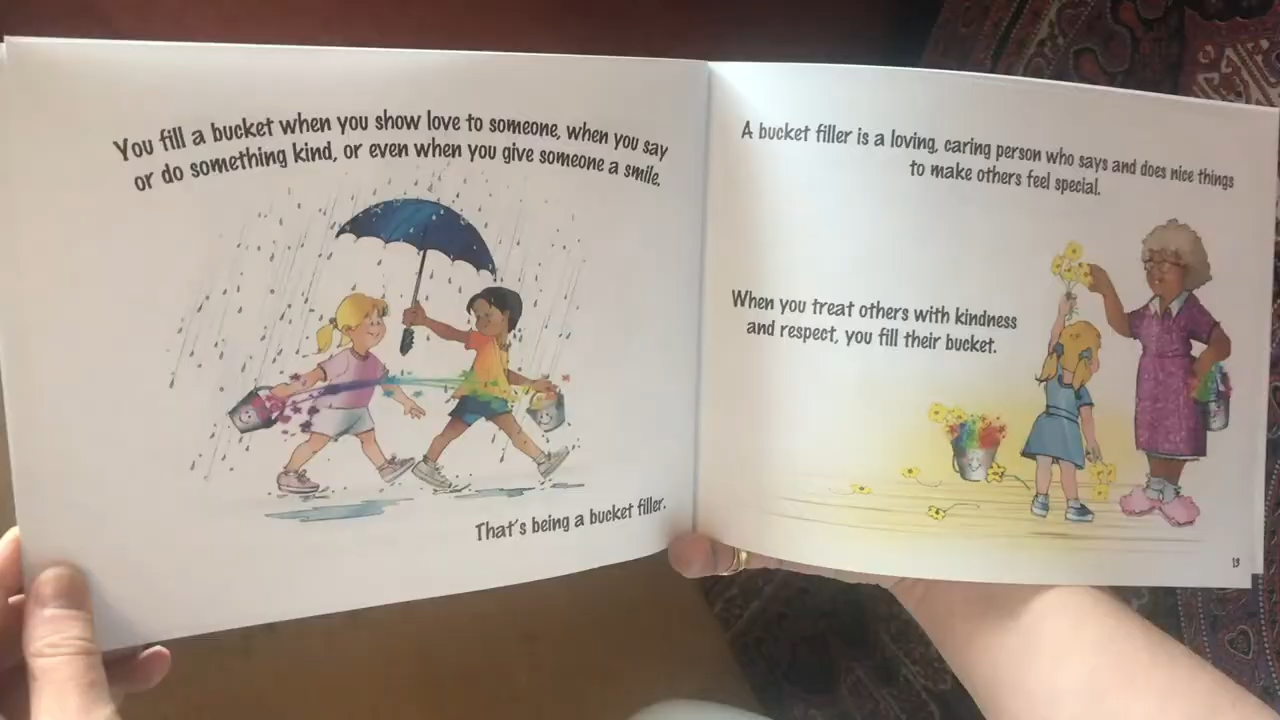 You fill a bucket when you show love to someone, when you say
or do something kind, or even when you give someone a smile.
That's being a bucket filler.
A bucket filler is a loving, caring person who says and does nice things
to make others feel special.
When you treat others with kindness
and respect, you fill their bucket.
19